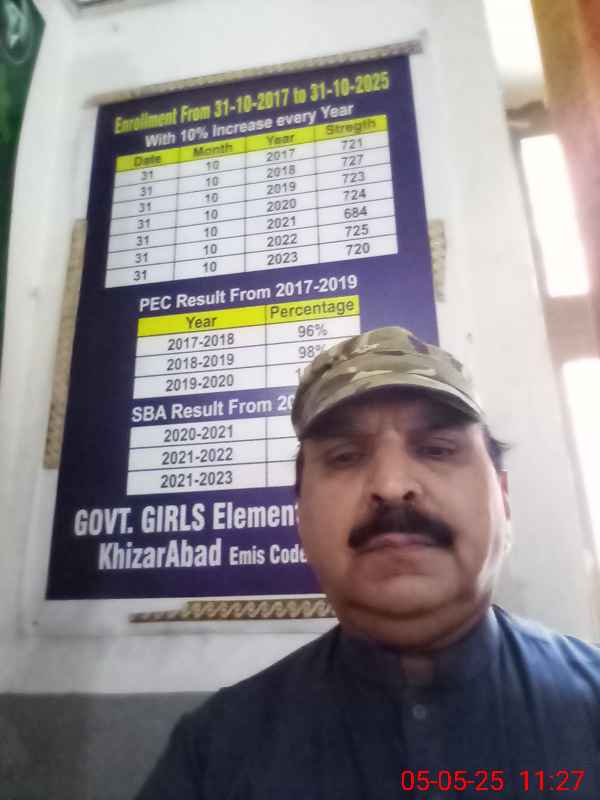 Enrollment From 31-10-2017 to 31-10-2025
With 10% Increase every Year
Date Month Year Stregth
31 10 2017 721
31 10 2018 727
31 10 2019 723
31 10 2020 724
31 10 2021 684
31 10 2022 725
31 10 2023 720
PEC Result From 2017-2019
Year Percentage
2017-2018 96%
2018-2019 98%
2019-2020
SBA Result From
2020-2021
2021-2022
2021-2023
GOVT. GIRLS
KhizarAbad Emis Code
05-05-25 11:27